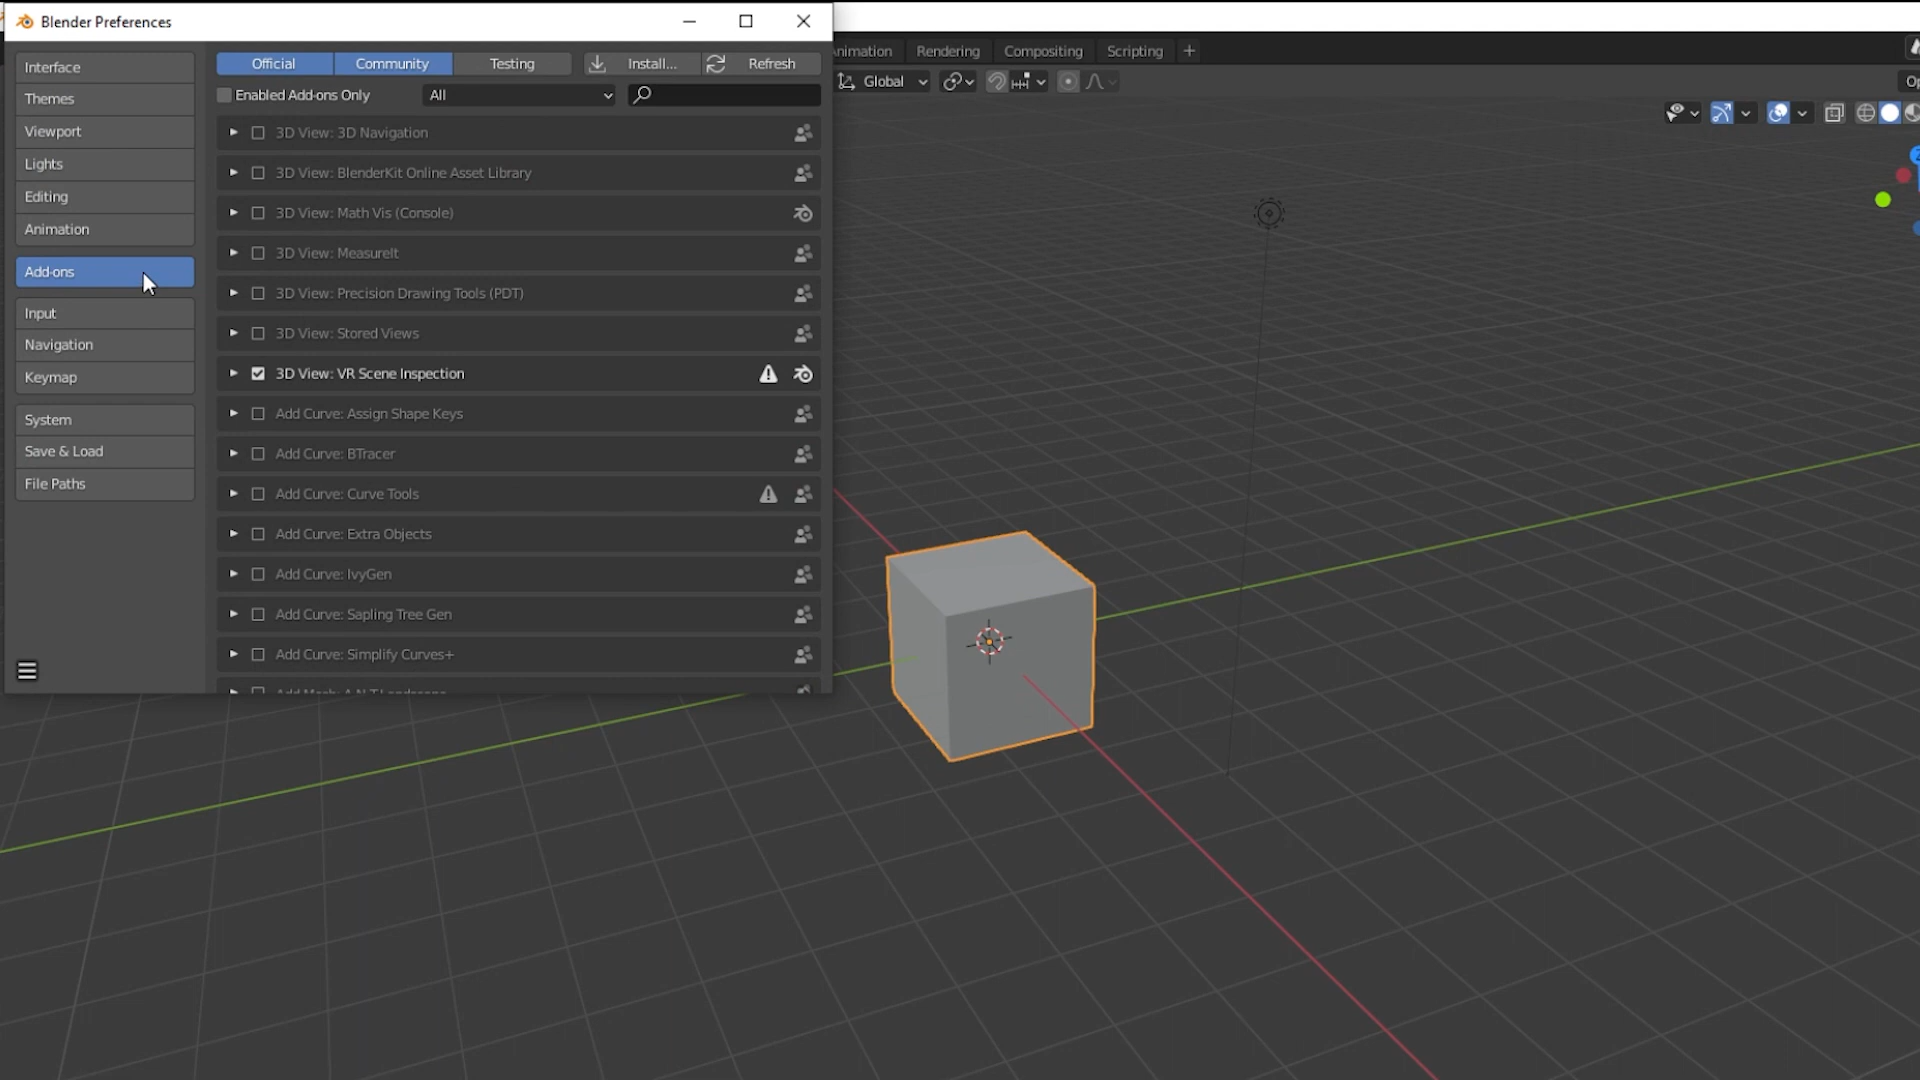 Blender Preferences
Interface
Themes
Viewport
Lights
Editing
Animation
Add-ons
Input
Navigation
Keymap
System
Save & Load
File Paths
Official Community Testing Install... Refresh
Enabled Add-ons Only All
3D View: 3D Navigation
3D View: BlenderKit Online Asset Library
3D View: Math Vis (Console)
3D View: MeasureIt
3D View: Precision Drawing Tools (PDT)
3D View: Stored Views
3D View: VR Scene Inspection
Add Curve: Assign Shape Keys
Add Curve: BTracer
Add Curve: Curve Tools
Add Curve: Extra Objects
Add Curve: IvyGen
Add Curve: Sapling Tree Gen
Add Curve: Simplify Curves+
Add Mesh: A.N.T.Landscape
nimation Rendering Compositing Scripting +
Global
Op
Z